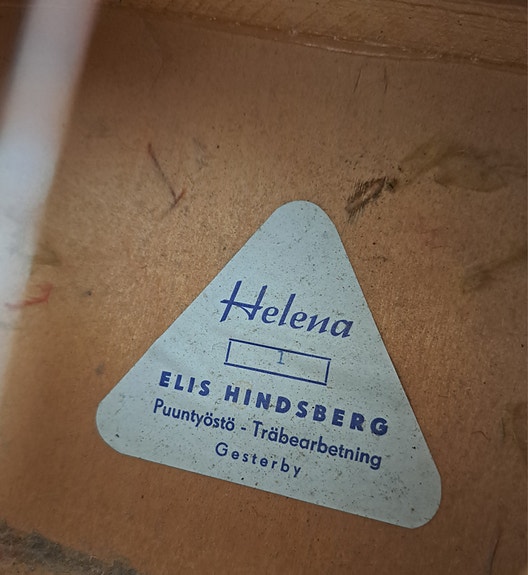 Helena
1
ELIS HINDSBERG
Puuntyöstö - Träbearbetning
Gesterby